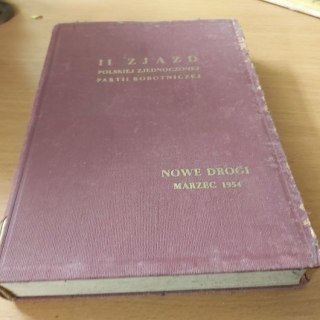 II ZJAZD
POLSKIEJ ZJEDNOCZONEJ
PARTII ROBOTNICZEJ
NOWE DROGI
MARZEC 1954